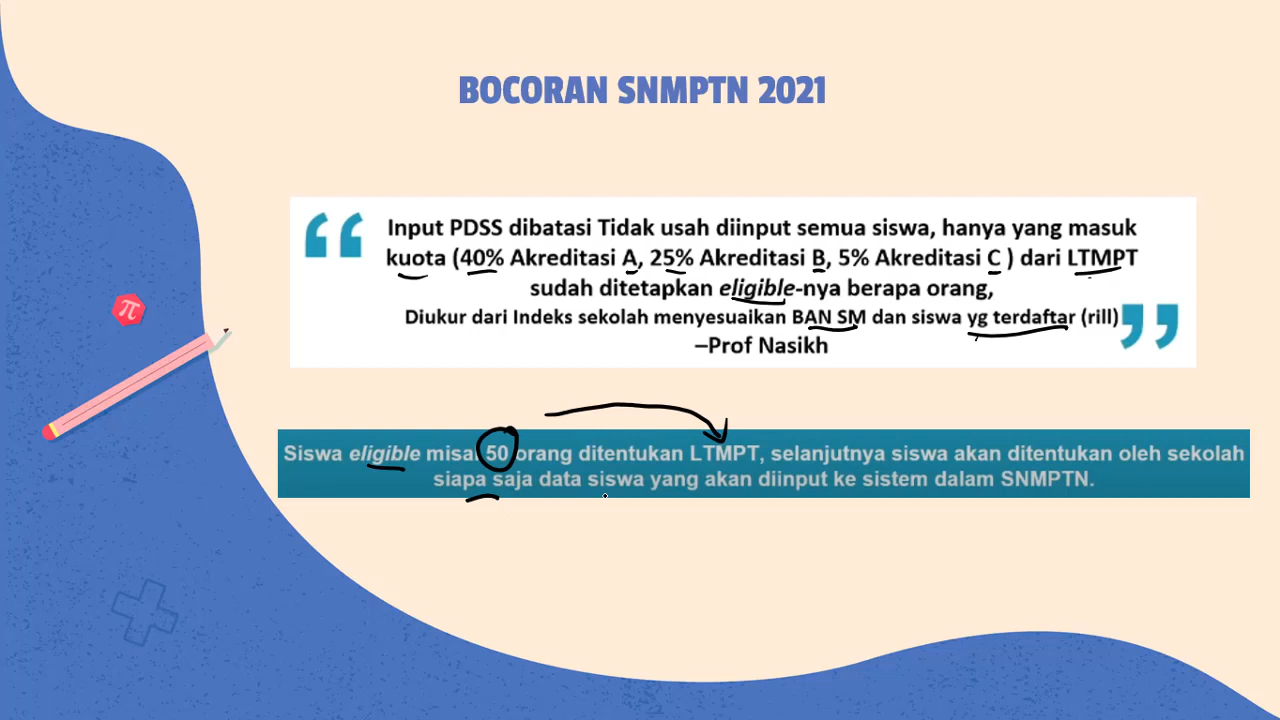 BOCORAN SNMPTN 2021
“ Input PDSS dibatasi Tidak usah diinput semua siswa, hanya yang masuk
kuota (40% Akreditasi A, 25% Akreditasi B, 5% Akreditasi C ) dari LTMPT
sudah ditetapkan eligible-nya berapa orang,
Diukur dari Indeks sekolah menyesuaikan BAN SM dan siswa yg terdaftar (rill) ”
–Prof Nasikh
π
Siswa eligible misal 50 orang ditentukan LTMPT, selanjutnya siswa akan ditentukan oleh sekolah
siapa saja data siswa yang akan diinput ke sistem dalam SNMPTN.